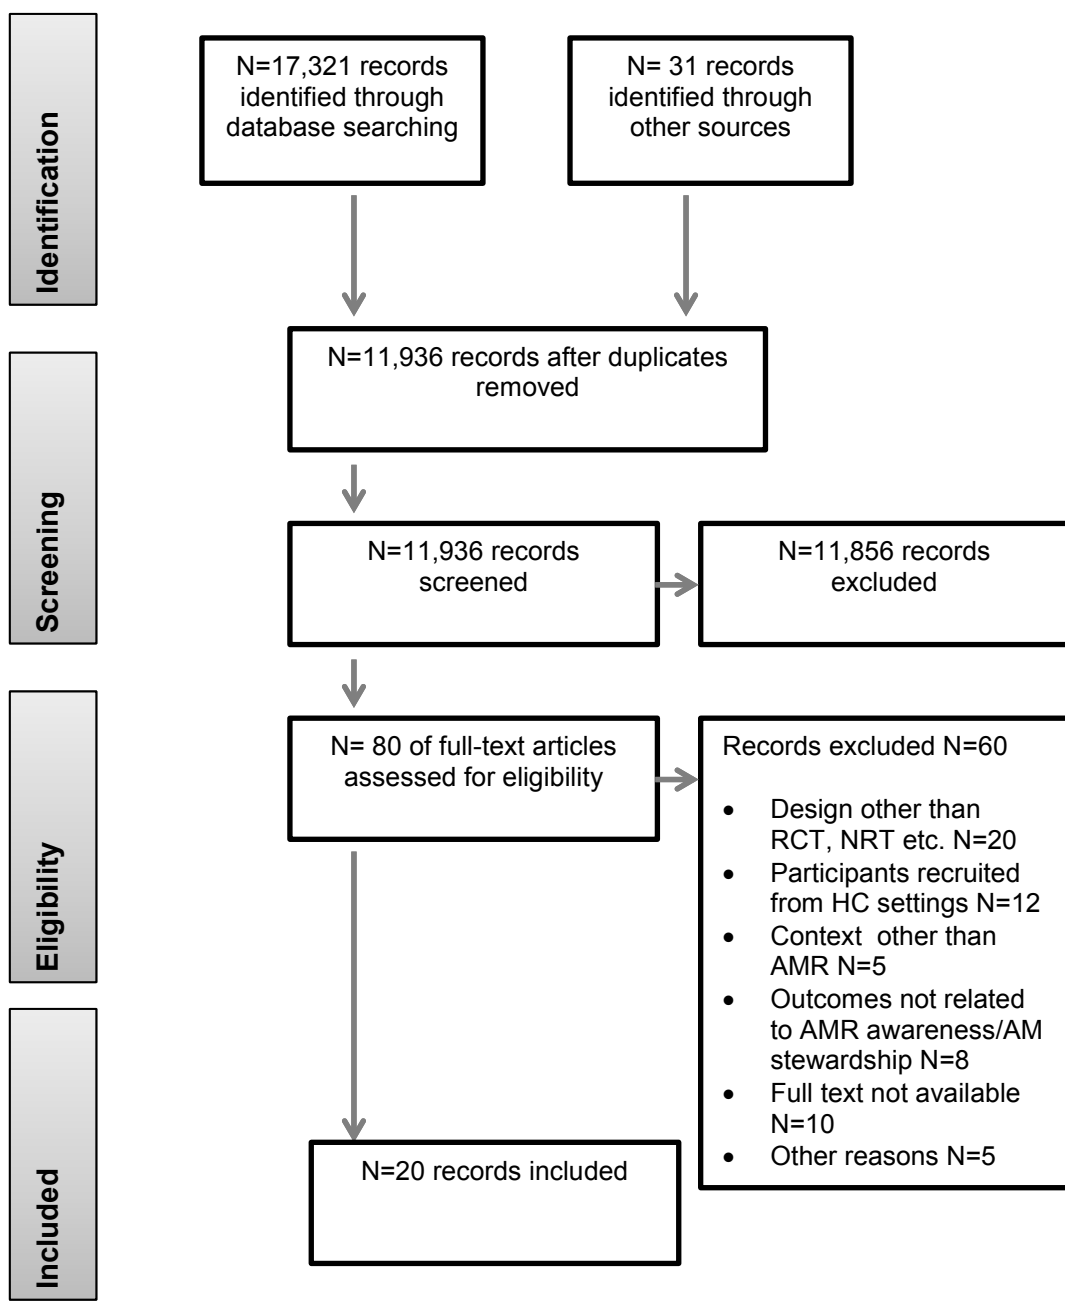 Identification
N=17,321 records
identified through
database searching
N= 31 records
identified through
other sources
N=11,936 records after duplicates
removed
Screening
N=11,936 records
screened
N=11,856 records
excluded
Eligibility
N= 80 of full-text articles
assessed for eligibility
Records excluded N=60
• Design other than
RCT, NRT etc. N=20
• Participants recruited
from HC settings N=12
• Context other than
AMR N=5
• Outcomes not related
to AMR awareness/AM
stewardship N=8
• Full text not available
N=10
• Other reasons N=5
Included
N=20 records included